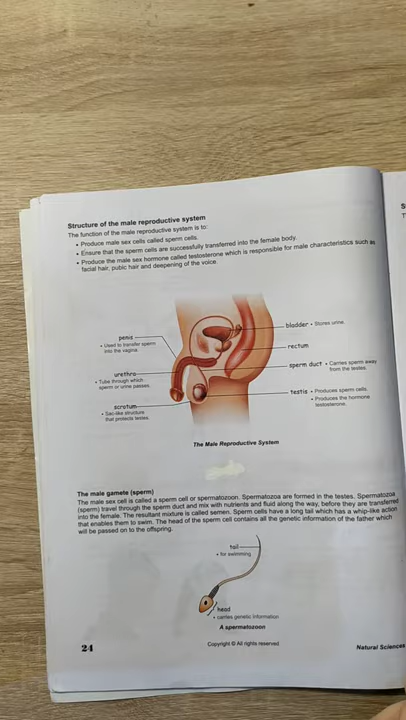 Structure of the male reproductive system
The function of the male reproductive system is to:
• Produce male sex cells called sperm cells.
• Ensure that the sperm cells are successfully transferred into the female body.
• Produce the male sex hormone called testosterone which is responsible for male characteristics such as
facial hair, pubic hair and deepening of the voice.
penis
• Used to transfer sperm
into the vagina.
urethra
• Tube through which
sperm or urine passes.
scrotum
• Sac-like structure
that protects testes.
bladder • Stores urine.
rectum
sperm duct • Carries sperm away
from the testes.
testis • Produces sperm cells.
• Produces the hormone
testosterone.
The Male Reproductive System
The male gamete (sperm)
The male sex cell is called a sperm cell or spermatozoon. Spermatozoa are formed in the testes. Spermatozoa
(sperm) travel through the sperm duct and mix with nutrients and fluid along the way, before they are transferred
into the female. The resultant mixture is called semen. Sperm cells have a long tail which has a whip-like action
that enables them to swim. The head of the sperm cell contains all the genetic information of the father which
will be passed on to the offspring.
tail
• for swimming
head
• carries genetic information
A spermatozoon
24
Copyright © All rights reserved
Natural Sciences